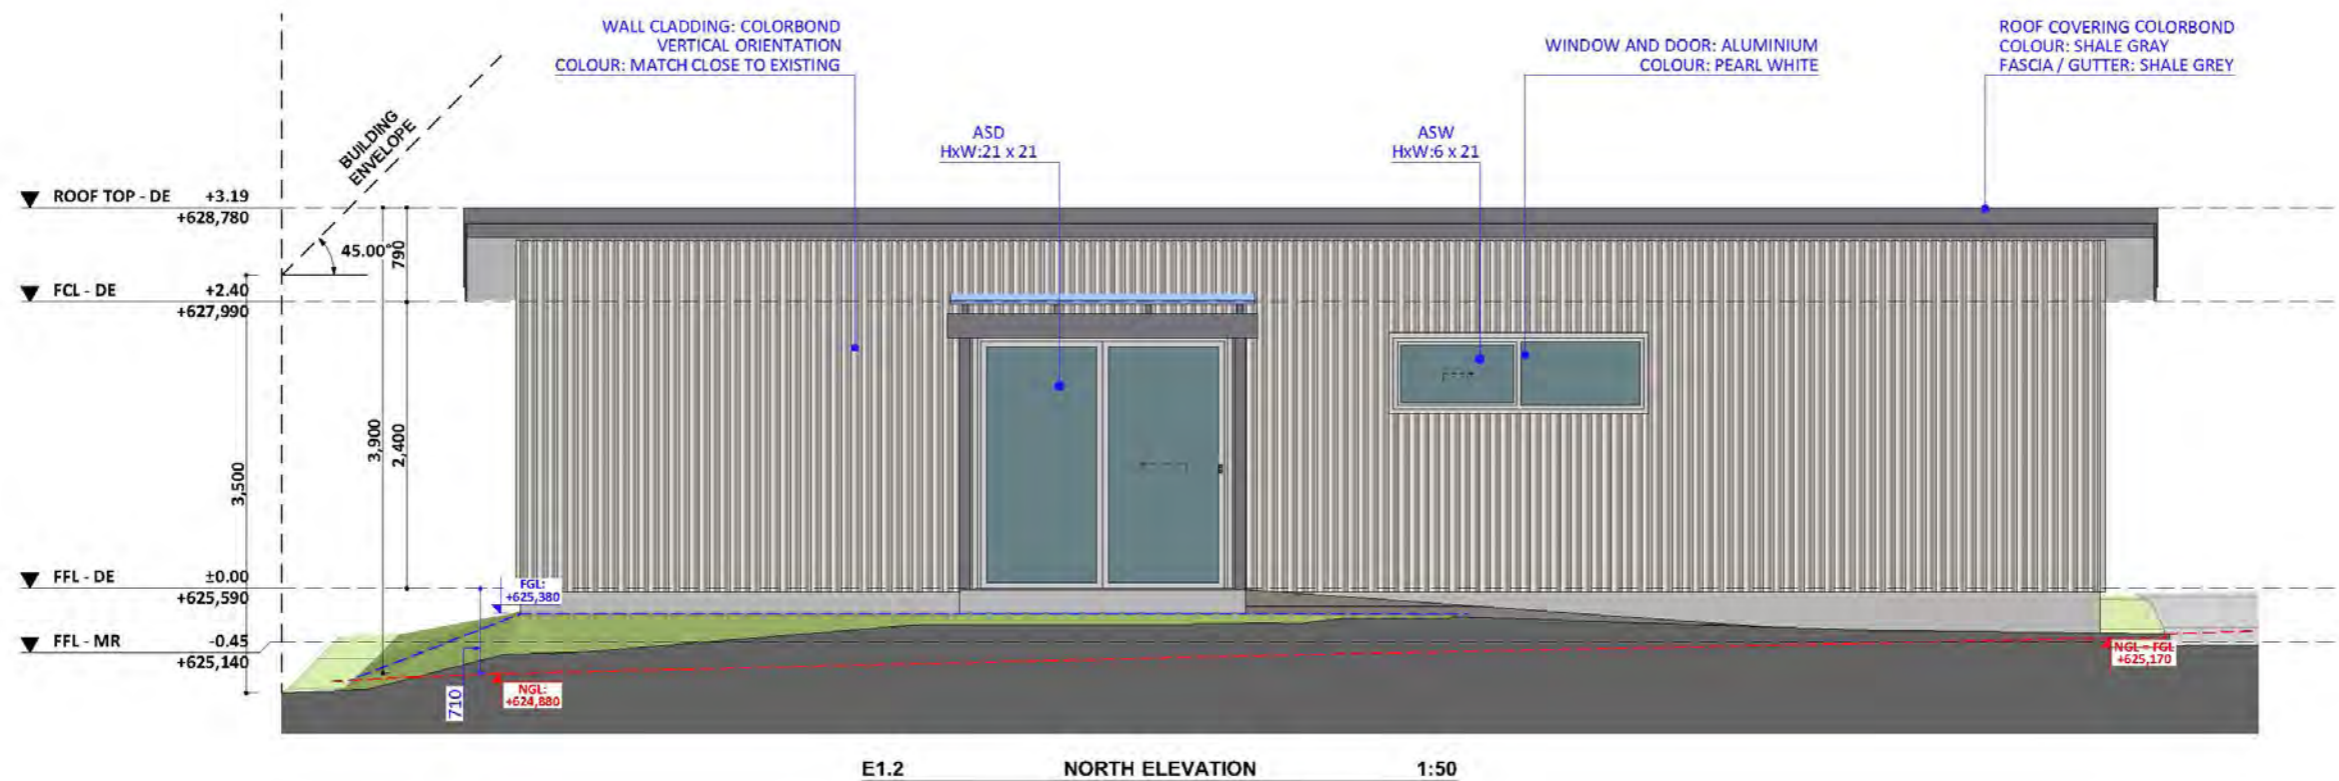 WALL CLADDING: COLORBOND
VERTICAL ORIENTATION
COLOUR: MATCH CLOSE TO EXISTING
WINDOW AND DOOR: ALUMINIUM
COLOUR: PEARL WHITE
ROOF COVERING COLORBOND
COLOUR: SHALE GRAY
FASCIA / GUTTER: SHALE GREY
BUILDING
ENVELOPE
ASD
HxW:21 x 21
ASW
HxW:6 x 21
ROOF TOP - DE +3.19
+628,780
45.00°
790
FCL - DE +2.40
+627,990
3,900
2,400
3,500
FFL - DE ±0.00
+625,590
FGL:
+625,380
FFL - MR -0.45
+625,140
710
NGL:
+624,880
NGL = FGL
+625,170
E1.2 NORTH ELEVATION 1:50